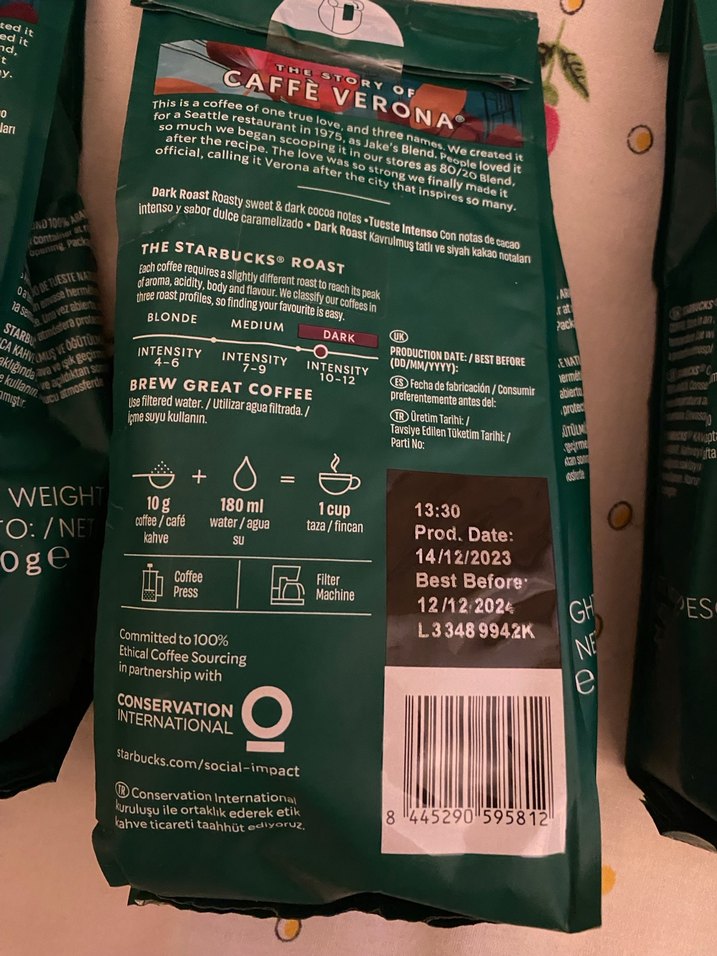 THE STORY OF
CAFFÈ VERONA®
This is a coffee of one true love, and three names. We created it
for a Seattle restaurant in 1975, as Jake's Blend. People loved it
so much we began scooping it in our stores as 80/20 Blend,
after the recipe. The love was so strong we finally made it
official, calling it Verona after the city that inspires so many.
Dark Roast Roasty sweet & dark cocoa notes • Tueste Intenso Con notas de cacao
intenso y sabor dulce caramelizado • Dark Roast Kavrulmuş tatlı ve siyah kakao notaları
THE STARBUCKS® ROAST
Each coffee requires a slightly different roast to reach its peak
of aroma, acidity, body and flavour. We classify our coffees in
three roast profiles, so finding your favourite is easy.
BLONDE
MEDIUM
DARK
INTENSITY
4-6
INTENSITY
7-9
INTENSITY
10-12
BREW GREAT COFFEE
Use filtered water. / Utilizar agua filtrada. /
İçme suyu kullanın.
UK
PRODUCTION DATE: / BEST BEFORE
(DD/MM/YYYY):
ES Fecha de fabricación / Consumir
preferentemente antes del:
TR Üretim Tarihi: /
Tavsiye Edilen Tüketim Tarihi: /
Parti No:
+
=
10 g
coffee / café
kahve
180 ml
water / agua
su
1 cup
taza / fincan
Coffee
Press
Filter
Machine
13:30
Prod. Date:
14/12/2023
Best Before:
12/12/2024
L33489942K
Committed to 100%
Ethical Coffee Sourcing
in partnership with
CONSERVATION
INTERNATIONAL
starbucks.com/social-impact
TR Conservation International
kuruluşu ile ortaklık ederek etik
kahve ticareti taahhüt ediyoruz.
8 445290 595812
WEIGHT
O: / NET
0 g e
GH
NE
e